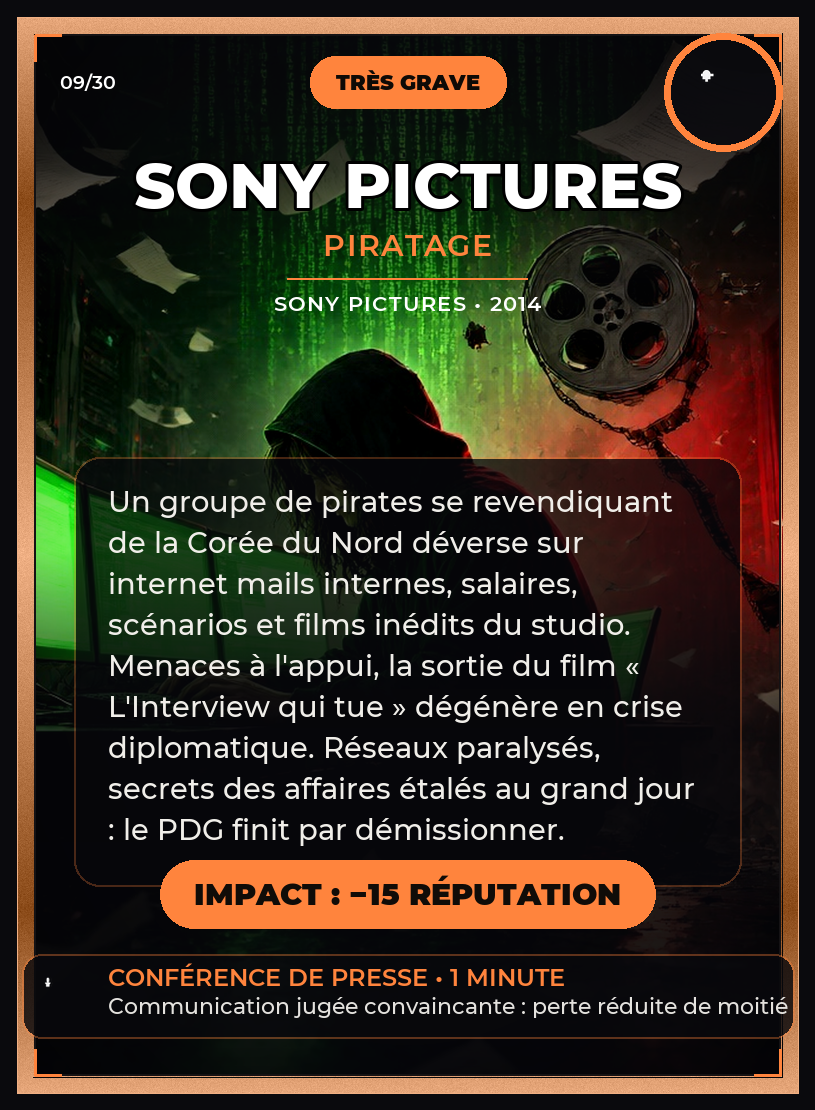 09/30
TRÈS GRAVE
SONY PICTURES
PIRATAGE
SONY PICTURES • 2014
Un groupe de pirates se revendiquant
de la Corée du Nord déverse sur
internet mails internes, salaires,
scénarios et films inédits du studio.
Menaces à l'appui, la sortie du film «
L'Interview qui tue » dégénère en crise
diplomatique. Réseaux paralysés,
secrets des affaires étalés au grand jour
: le PDG finit par démissionner.
IMPACT : −15 RÉPUTATION
CONFÉRENCE DE PRESSE • 1 MINUTE
Communication jugée convaincante : perte réduite de moitié